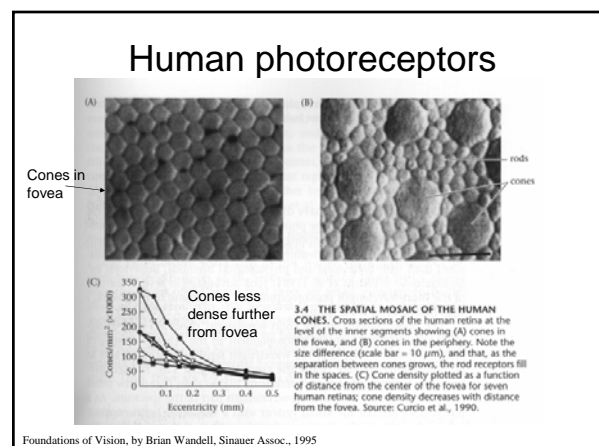 Human photoreceptors
(A)
(B)
Cones in
fovea
rods
cones
(C)
Cones/mm² (×1000)
350
300
250
200
150
100
50
0
Cones less
dense further
from fovea
0.1 0.2 0.3 0.4 0.5
Eccentricity (mm)
3.4 THE SPATIAL MOSAIC OF THE HUMAN
CONES. Cross sections of the human retina at the
level of the inner segments showing (A) cones in
the fovea, and (B) cones in the periphery. Note the
size difference (scale bar = 10 μm), and that, as the
separation between cones grows, the rod receptors fill
in the spaces. (C) Cone density plotted as a function
of distance from the center of the fovea for seven
human retinas; cone density decreases with distance
from the fovea. Source: Curcio et al., 1990.
Foundations of Vision, by Brian Wandell, Sinauer Assoc., 1995